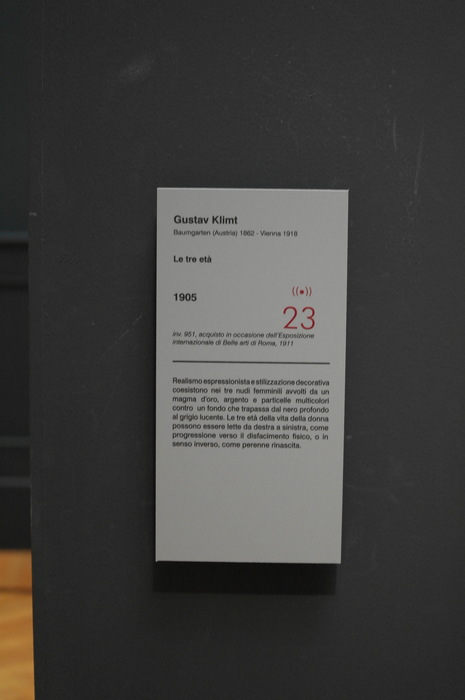 Gustav Klimt
Baumgarten (Austria) 1862 - Vienna 1918
Le tre età
1905
((•))
23
inv. 951, acquisto in occasione dell'Esposizione
internazionale di Belle arti di Roma, 1911
Realismo espressionista e stilizzazione decorativa
coesistono nei tre nudi femminili avvolti da un
magma d'oro, argento e particelle multicolori
contro un fondo che trapassa dal nero profondo
al grigio lucente. Le tre età della vita della donna
possono essere lette da destra a sinistra, come
progressione verso il disfacimento fisico, o in
senso inverso, come perenne rinascita.